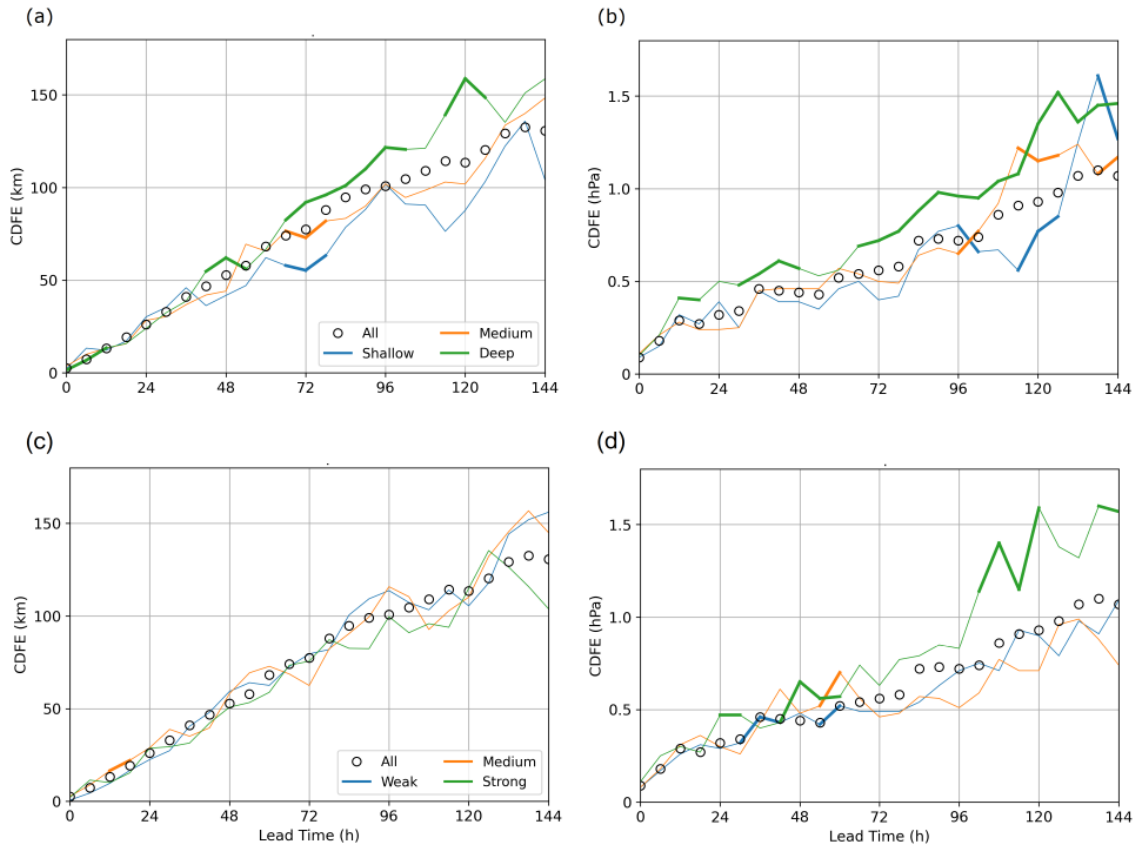 (a)
CDFE (km)
150
100
50
0
0 24 48 72 96 120 144
All Medium
Shallow Deep
(b)
CDFE (hPa)
1.5
1.0
0.5
0
0 24 48 72 96 120 144
(c)
CDFE (km)
150
100
50
0
0 24 48 72 96 120 144
Lead Time (h)
All Medium
Weak Strong
(d)
CDFE (hPa)
1.5
1.0
0.5
0
0 24 48 72 96 120 144
Lead Time (h)